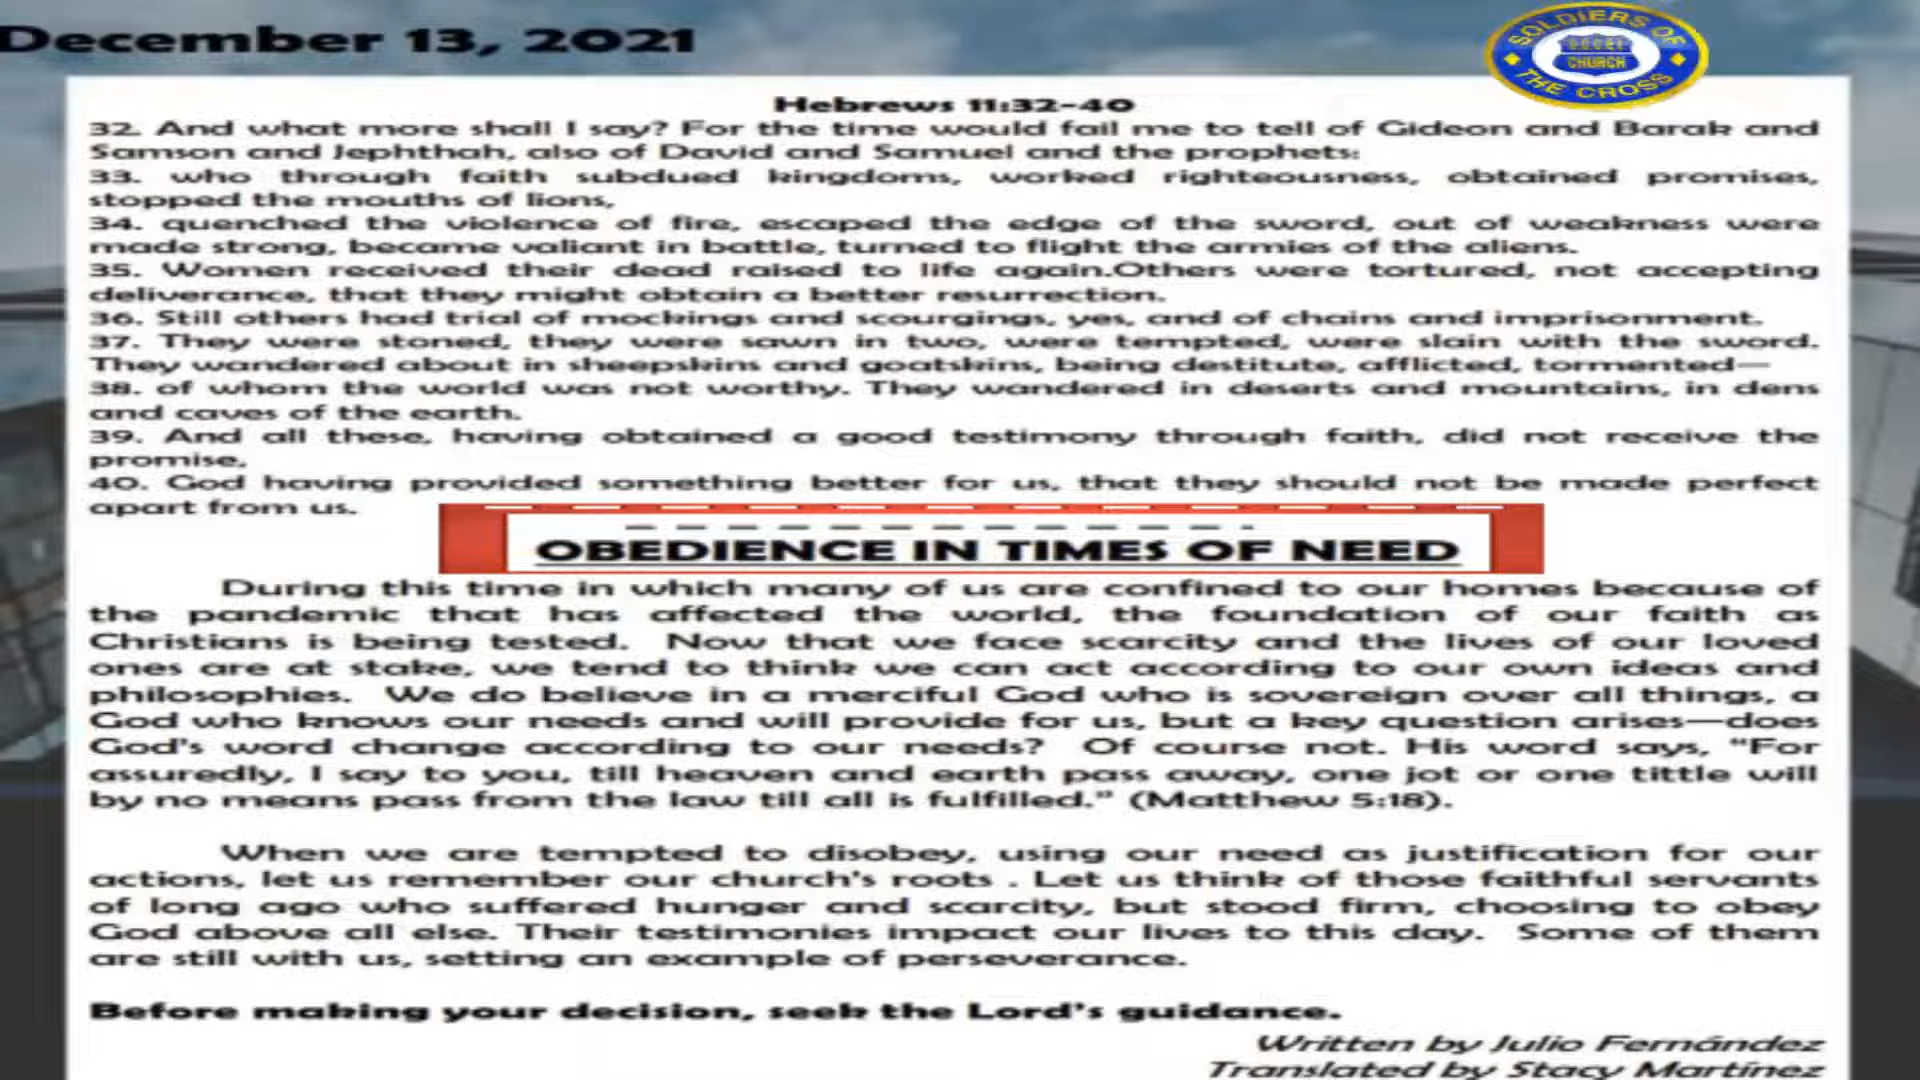 December 13, 2021
SOLDIERS OF
CHURCH
THE CROSS
Hebrews 11:32-40
32. And what more shall I say? For the time would fail me to tell of Gideon and Barak and
Samson and Jephthah, also of David and Samuel and the prophets:
33. who through faith subdued kingdoms, worked righteousness, obtained promises,
stopped the mouths of lions,
34. quenched the violence of fire, escaped the edge of the sword, out of weakness were
made strong, became valiant in battle, turned to flight the armies of the aliens.
35. Women received their dead raised to life again.Others were tortured, not accepting
deliverance, that they might obtain a better resurrection.
36. Still others had trial of mockings and scourgings, yes, and of chains and imprisonment.
37. They were stoned, they were sawn in two, were tempted, were slain with the sword.
They wandered about in sheepskins and goatskins, being destitute, afflicted, tormented—
38. of whom the world was not worthy. They wandered in deserts and mountains, in dens
and caves of the earth.
39. And all these, having obtained a good testimony through faith, did not receive the
promise,
40. God having provided something better for us, that they should not be made perfect
apart from us.
OBEDIENCE IN TIMES OF NEED
During this time in which many of us are confined to our homes because of
the pandemic that has affected the world, the foundation of our faith as
Christians is being tested. Now that we face scarcity and the lives of our loved
ones are at stake, we tend to think we can act according to our own ideas and
philosophies. We do believe in a merciful God who is sovereign over all things, a
God who knows our needs and will provide for us, but a key question arises—does
God's word change according to our needs? Of course not. His word says, "For
assuredly, I say to you, till heaven and earth pass away, one jot or one tittle will
by no means pass from the law till all is fulfilled." (Matthew 5:18).
When we are tempted to disobey, using our need as justification for our
actions, let us remember our church's roots . Let us think of those faithful servants
of long ago who suffered hunger and scarcity, but stood firm, choosing to obey
God above all else. Their testimonies impact our lives to this day. Some of them
are still with us, setting an example of perseverance.
Before making your decision, seek the Lord's guidance.
Written by Julio Fernández
Translated by Stacy Martínez